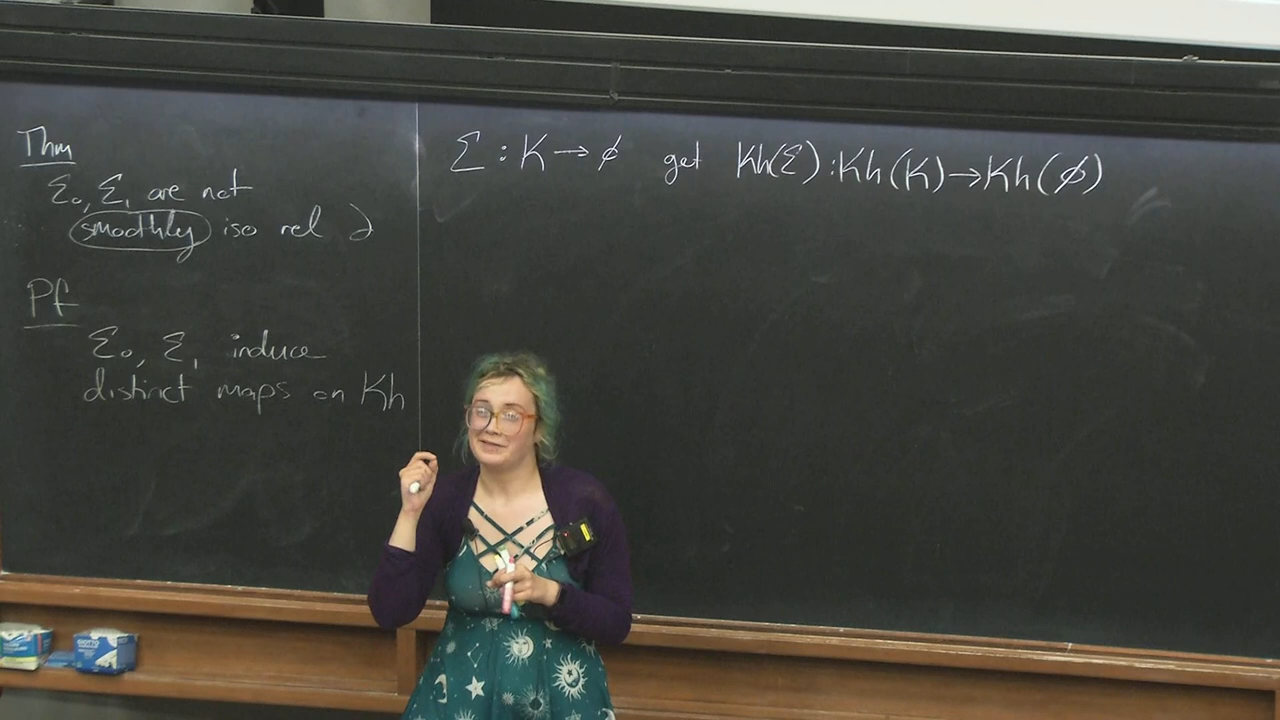 Thm
Σ₀, Σ₁ are not
smoothly iso rel ∂
Pf
Σ₀, Σ₁ induce
distinct maps on Kh
Σ : K → ∅ get Kh(Σ) : Kh(K) → Kh(∅)
GIOTTO